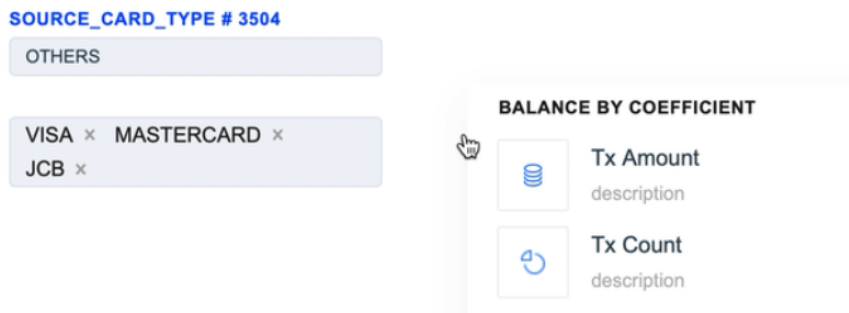 SOURCE_CARD_TYPE # 3504
OTHERS
VISA × MASTERCARD ×
JCB ×
BALANCE BY COEFFICIENT
Tx Amount
description
Tx Count
description